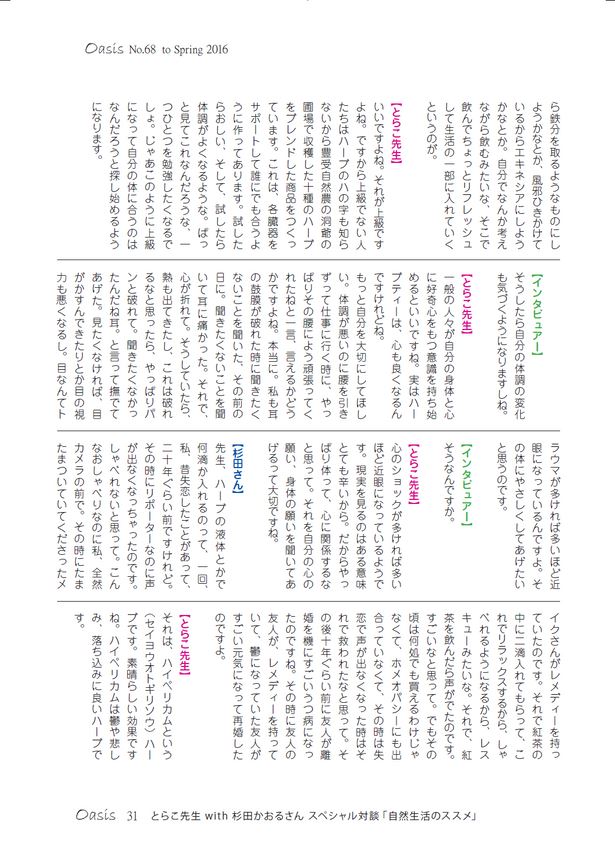 Oasis No.68 to Spring 2016
ら鉄分を取るようなものにし
ようかなとか、風邪ひきかけて
いるからエキネシアにしよう
かなとか。自分でなんか考え
ながら飲むみたいな、そこで
飲んでちょっとリフレッシュ
して生活の一部に入れていく
というのが。
【とらこ先生】
いいですよね。それが上級です
よね。ですから上級でない人
たちはハーブのハの字も知ら
ないから豊受自然農の洞爺の
圃場で収穫した十種のハーブ
をブレンドした商品をつくっ
ています。これは、各臓器を
サポートして誰にでも合うよ
うに作ってあります。試した
らおいしい、そして、試したら
体調がよくなるような。ぱっ
と見てこれなんだろうな、一
つひとつを勉強したくなるで
しょ。じゃあこのように上級
になって自分の体に合うのは
なんだろうと探し始めるよう
になります。
【インタビュアー】
そうしたら自分の体調の変化
も気づくようになりますしね。
【とらこ先生】
一般の人々が自分の身体と心
に好奇心をもつ意識を持ち始
めるといいですね。実はハー
ブティーは、心も良くなるん
ですけれどね。
もっと自分を大切にしてほし
い。体調が悪いのに腰を引き
ずって仕事に行く時に、やっ
ぱりその腰によう頑張ってく
れたねと一言、言えるかどう
かですよね。本当に。私も耳
の鼓膜が破れた時に聞きたく
ないことを聞いた、その前の
日に。聞きたくないことを聞
いて耳に痛かった。それで、
心が折れて。そうしていたら、
熱も出てきたし、これは破れ
るなと思ったら、やっぱりパ
ンと破れて。聞きたくなかっ
たんだね耳。と言って撫でて
あげた。見たくなければ、目
がかすんできたりとか目の視
力も悪くなるし。目なんてト
ラウマが多ければ多いほど近
眼になっているんですよ。そ
の体にやさしくしてあげたい
と思うのです。
【インタビュアー】
そうなんですか。
【とらこ先生】
心のショックが多ければ多い
ほど近眼になっているようで
す。現実を見るのはある意味
とても辛いから。だからやっ
ぱり体って、心に関係するな
と思って。それを自分の心の
願い、身体の願いを聞いてあ
げるって大切ですね。
【杉田さん】
先生、ハーブの液体とかで
何滴か入れるのって、一回、
私、昔失恋したことがあって、
二十年ぐらい前ですけれど。
その時にリポーターなのに声
が出なくなっちゃったのです。
しゃべれないと思って。こん
なおしゃべりなのに私、全然
カメラの前で。その時にたま
たまついていてくださったメ
イクさんがレメディーを持っ
ていたのです。それで紅茶の
中に二滴入れてもらって、こ
れでリラックスするから、しゃ
べれるようになるから、レス
キューみたいな。それで、紅
茶を飲んだら声がでたのです。
すごいなと思って。でもその
頃は何処でも買えるわけじゃ
なくて、ホメオパシーにも出
合っていなくて、その時は失
恋で声が出なくなった時はそ
れで救われたなと思って。そ
の後十年ぐらい前に友人が離
婚を機にすごいうつ病になっ
たのですね。その時に友人の
友人が、レメディーを持って
いて、鬱になっていた友人が
すごい元気になって再婚した
のですよ。
【とらこ先生】
それは、ハイペリカムという
（セイヨウオトギリソウ）ハー
ブです。素晴らしい効果です
ね。ハイペリカムは鬱や悲し
み、落ち込みに良いハーブで
す。
Oasis 31 とらこ先生 with 杉田かおるさん スペシャル対談「自然生活のススメ」